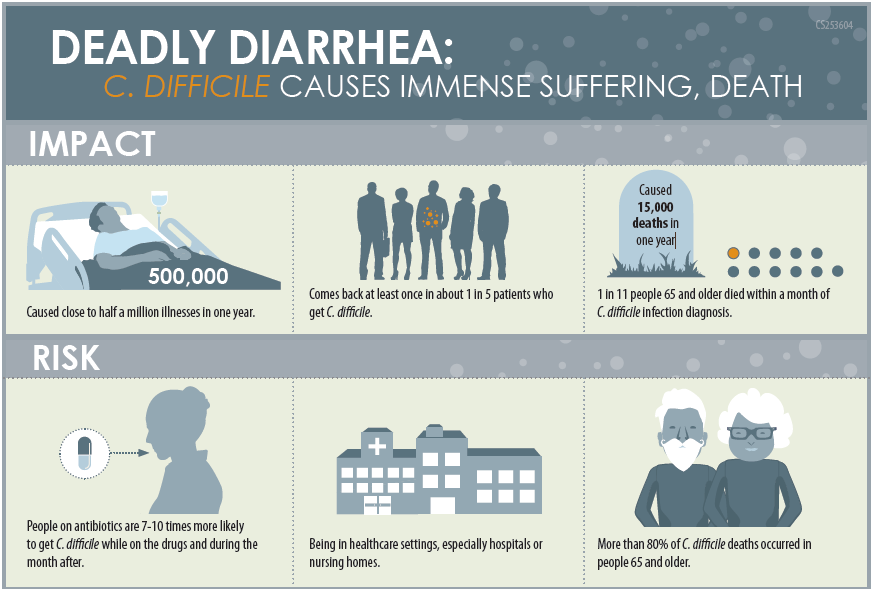 CS253604
DEADLY DIARRHEA:
C. DIFFICILE CAUSES IMMENSE SUFFERING, DEATH
IMPACT
500,000
Caused close to half a million illnesses in one year.
Comes back at least once in about 1 in 5 patients who
get C. difficile.
Caused
15,000
deaths in
one year
1 in 11 people 65 and older died within a month of
C. difficile infection diagnosis.
RISK
People on antibiotics are 7-10 times more likely
to get C. difficile while on the drugs and during the
month after.
Being in healthcare settings, especially hospitals or
nursing homes.
More than 80% of C. difficile deaths occurred in
people 65 and older.